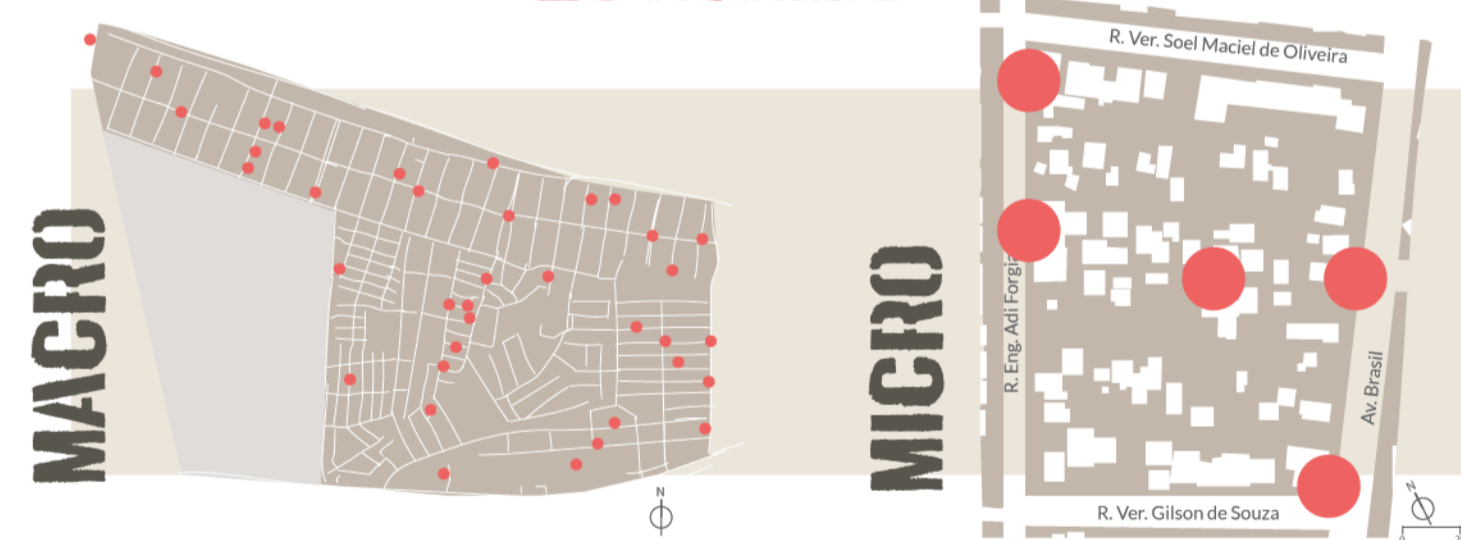 MACRO
N
MICRO
R. Ver. Soel Maciel de Oliveira
R. Eng. Adi Forgia
Av. Brasil
R. Ver. Gilson de Souza
N